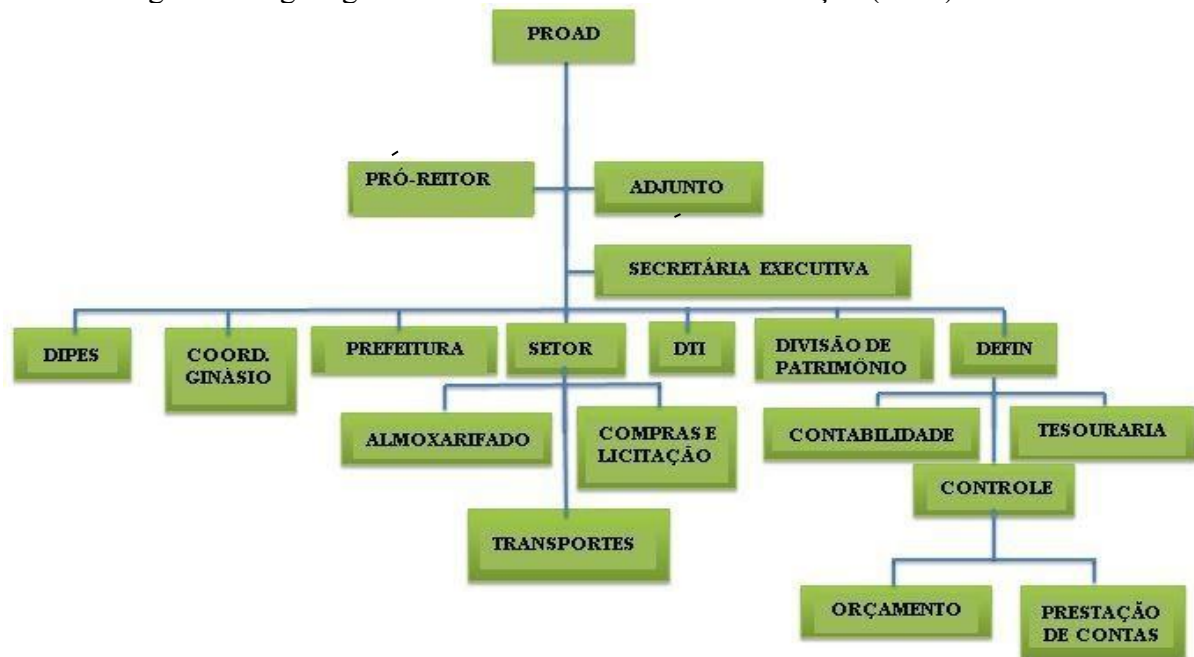 PROAD
PRÓ-REITOR
ADJUNTO
SECRETÁRIA EXECUTIVA
DIPES
COORD.
GINÁSIO
PREFEITURA
SETOR
DTI
DIVISÃO DE
PATRIMÔNIO
DEFIN
ALMOXARIFADO
COMPRAS E
LICITAÇÃO
CONTABILIDADE
TESOURARIA
CONTROLE
TRANSPORTES
ORÇAMENTO
PRESTAÇÃO
DE CONTAS